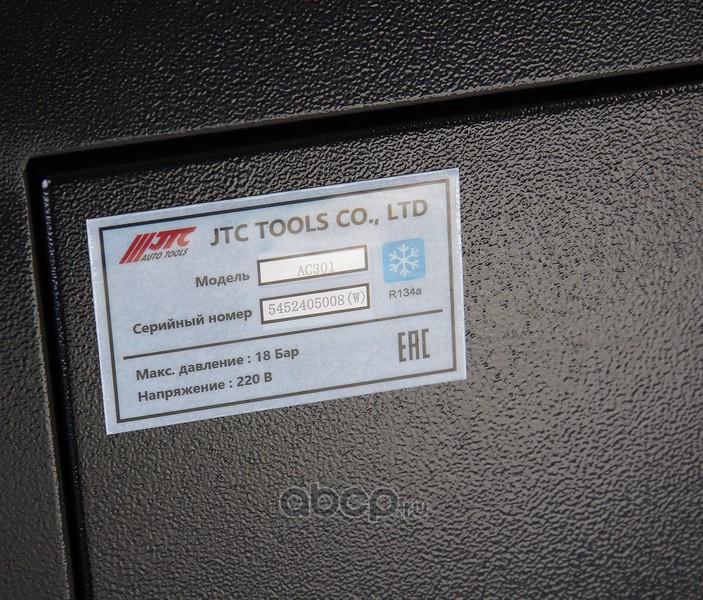 JTC
AUTO TOOLS
JTC TOOLS CO., LTD
Модель AC301
R134a
Серийный номер 5452405008(W)
Макс. давление : 18 Бар
Напряжение : 220 В
EAC
abcp.ru